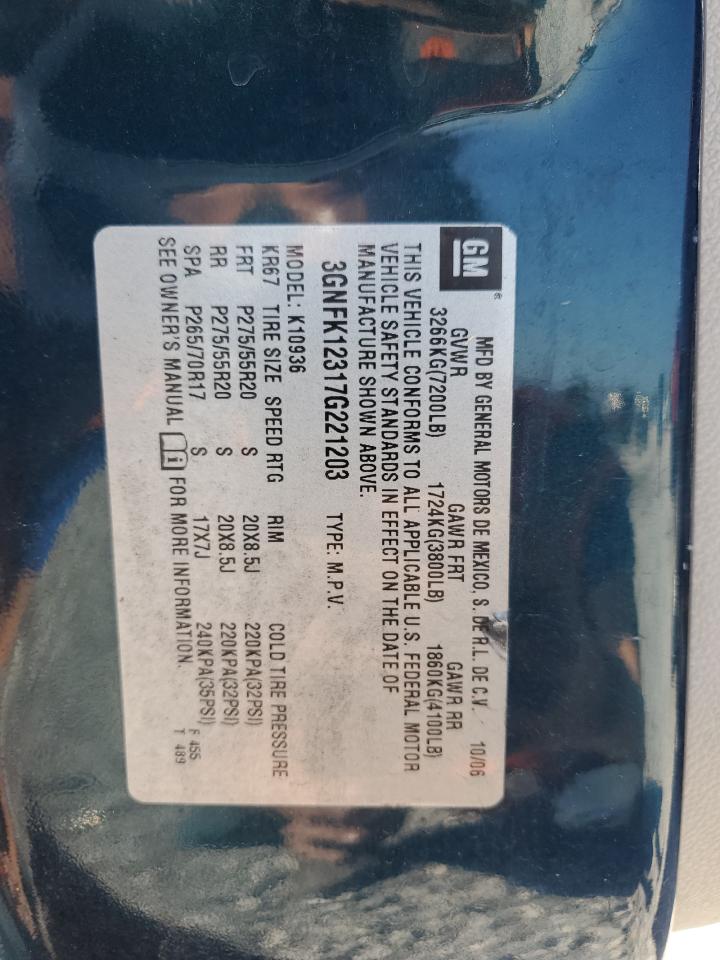 GM®
MFD BY GENERAL MOTORS DE MEXICO, S. DE R.L. DE C.V. 10/06
GVWR GAWR FRT GAWR RR
3266KG(7200LB) 1724KG(3800LB) 1860KG(4100LB)
THIS VEHICLE CONFORMS TO ALL APPLICABLE U.S. FEDERAL MOTOR
VEHICLE SAFETY STANDARDS IN EFFECT ON THE DATE OF
MANUFACTURE SHOWN ABOVE.
3GNFK12317G221203 TYPE: M.P.V.
MODEL: K10936
KR67 TIRE SIZE SPEED RTG RIM COLD TIRE PRESSURE
FRT P275/55R20 S 20X8.5J 220KPA(32PSI)
RR P275/55R20 S 20X8.5J 220KPA(32PSI)
SPA P265/70R17 S 17X7J 240KPA(35PSI)
SEE OWNER'S MANUAL i FOR MORE INFORMATION.
F 455
T 489